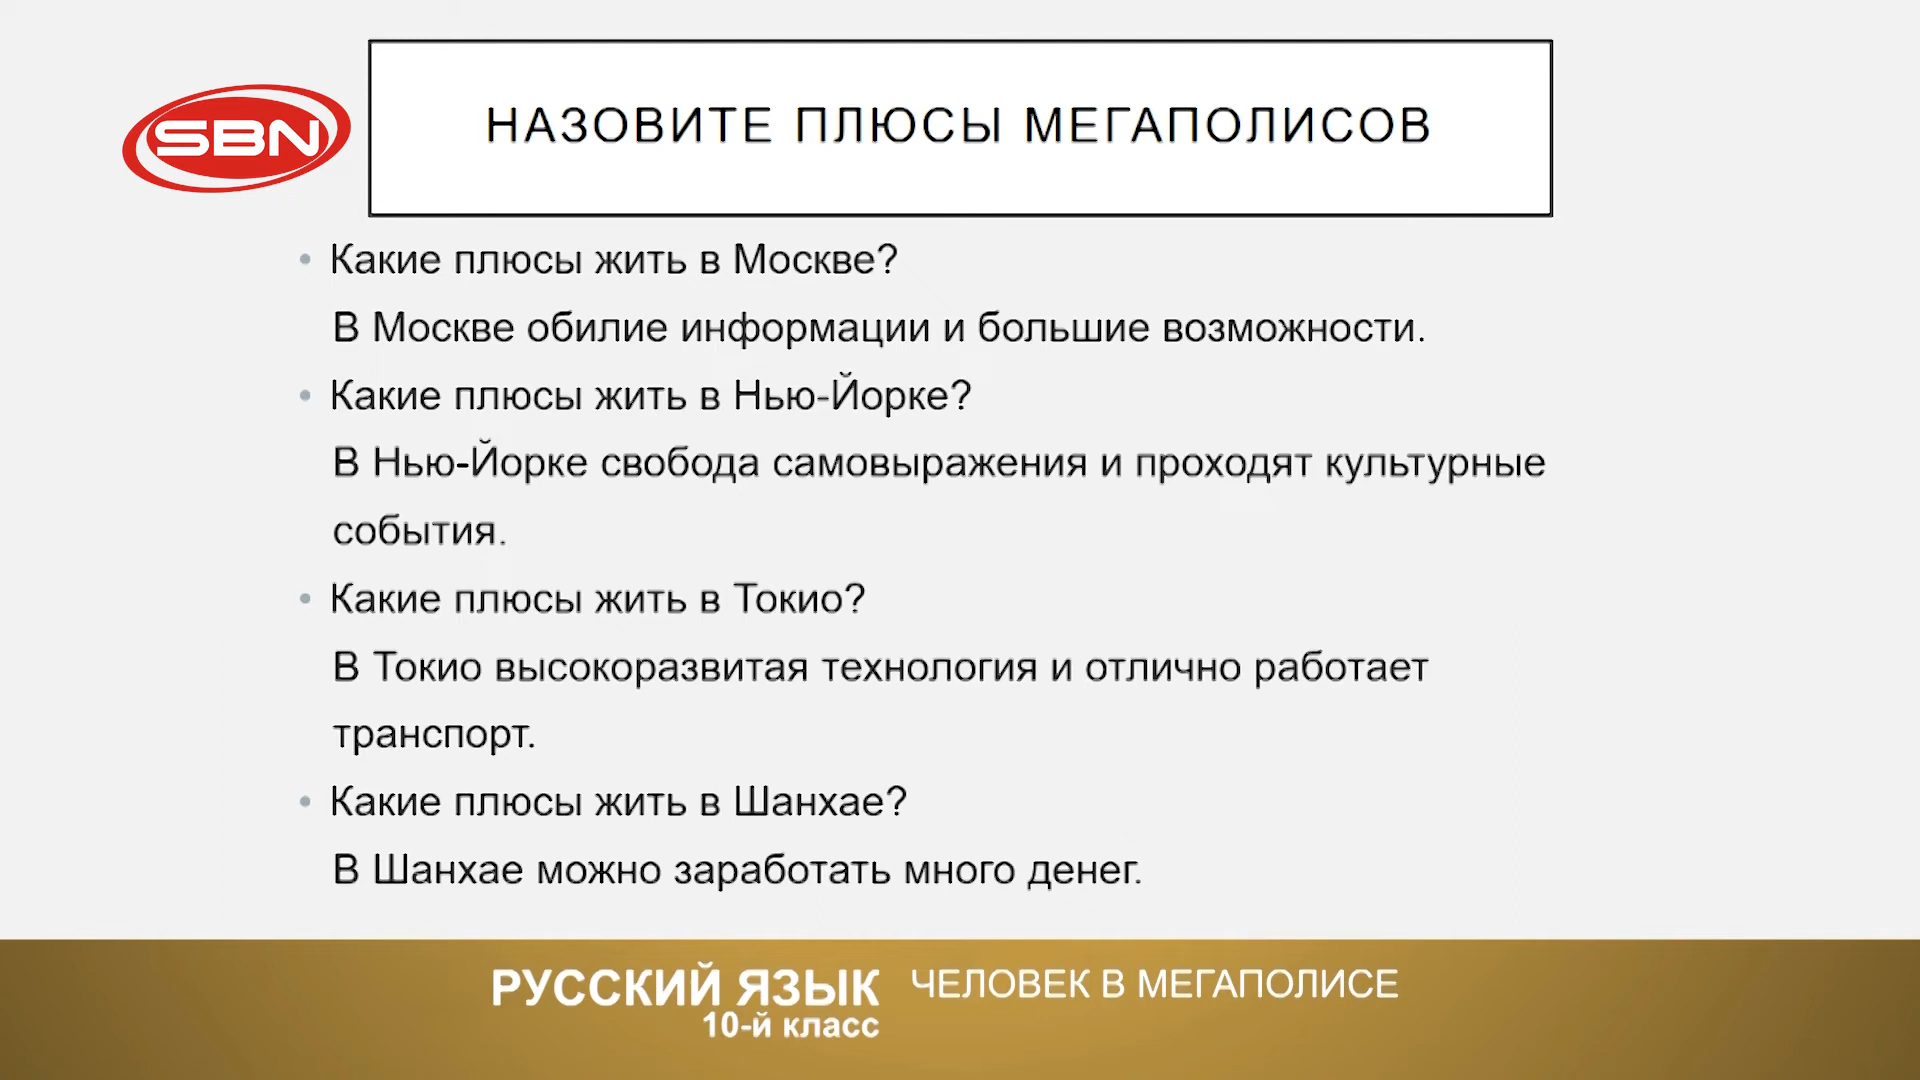 SBN
НАЗОВИТЕ ПЛЮСЫ МЕГАПОЛИСОВ
• Какие плюсы жить в Москве?
В Москве обилие информации и большие возможности.
• Какие плюсы жить в Нью-Йорке?
В Нью-Йорке свобода самовыражения и проходят культурные
события.
• Какие плюсы жить в Токио?
В Токио высокоразвитая технология и отлично работает
транспорт.
• Какие плюсы жить в Шанхае?
В Шанхае можно заработать много денег.
РУССКИЙ ЯЗЫК ЧЕЛОВЕК В МЕГАПОЛИСЕ
10-й класс